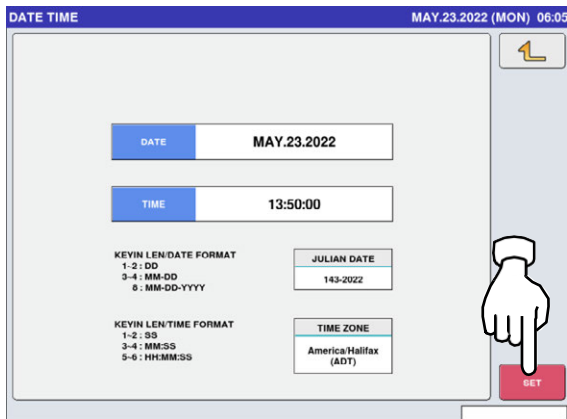 DATE TIME MAY.23.2022 (MON) 06:05
DATE MAY.23.2022
TIME 13:50:00
KEYIN LEN/DATE FORMAT
1~2 : DD
3~4 : MM-DD
8 : MM-DD-YYYY
JULIAN DATE
143-2022
KEYIN LEN/TIME FORMAT
1~2 : SS
3~4 : MM:SS
5~6 : HH:MM:SS
TIME ZONE
America/Halifax
(ADT)
SET